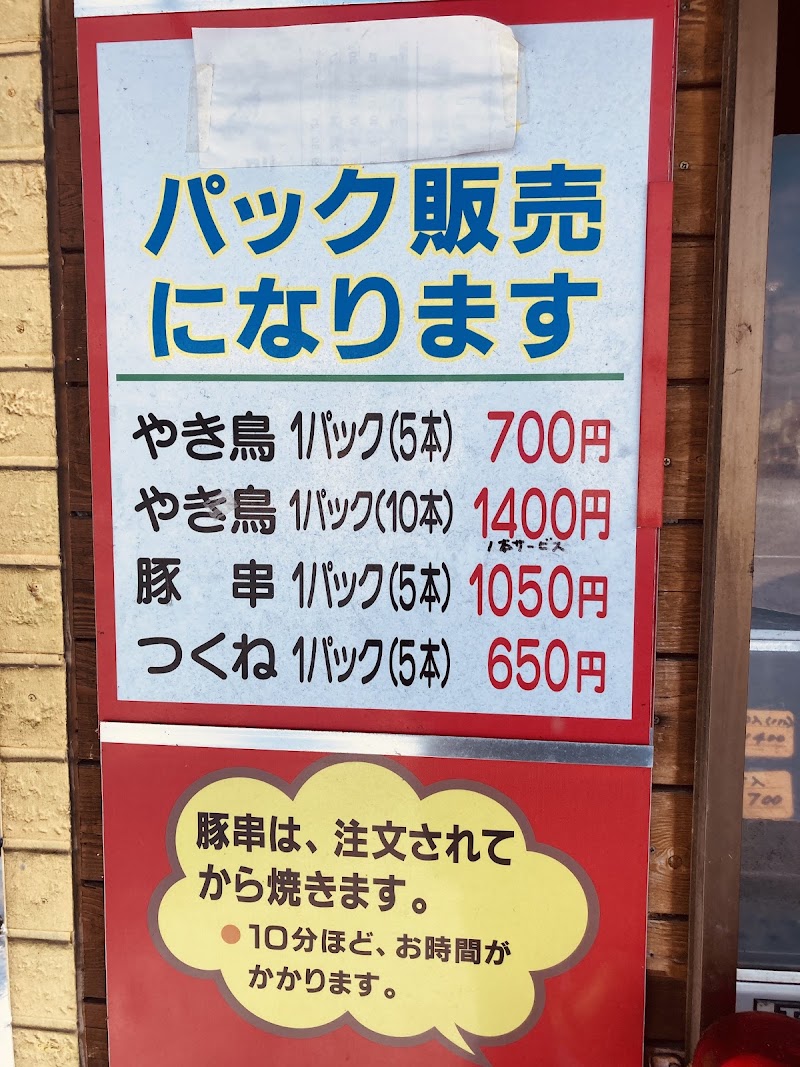 パック販売
になります
やき鳥 1パック(5本) 700円
やき鳥 1パック(10本) 1400円
1本サービス
豚 串 1パック(5本) 1050円
つくね 1パック(5本) 650円
豚串は、注文されて
から焼きます。
●10分ほど、お時間が
かかります。
400
700